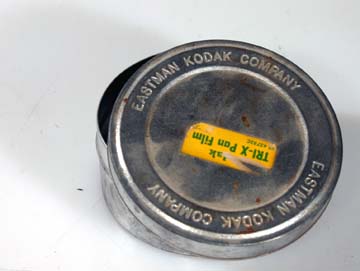 EASTMAN KODAK COMPANY
EASTMAN KODAK COMPANY
TRI-X Pan Film